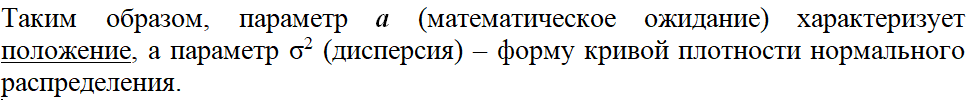 Таким образом, параметр a (математическое ожидание) характеризует
положение, а параметр σ² (дисперсия) – форму кривой плотности нормального
распределения.